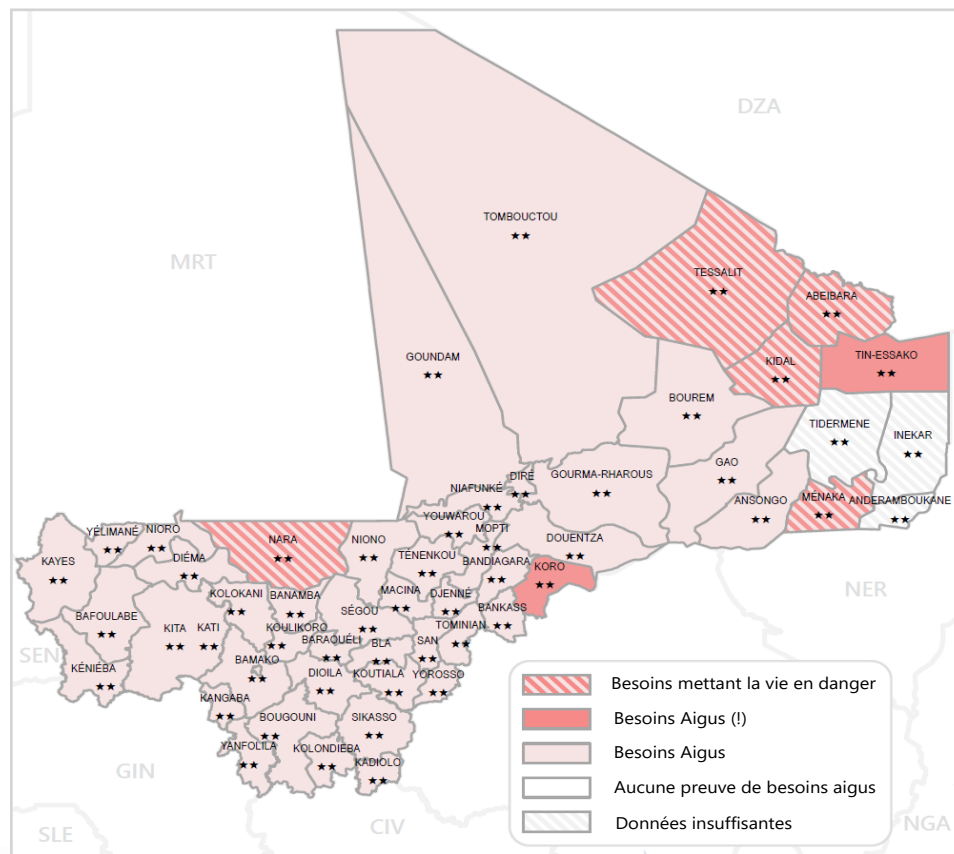 DZA
MRT
TOMBOUCTOU
★★
TESSALIT
★★
ABEIBARA
★★
GOUNDAM
★★
KIDAL
★★
TIN-ESSAKO
★★
BOUREM
★★
TIDERMENE
★★
INEKAR
★★
DIRÉ
★★
GOURMA-RHAROUS
★★
GAO
★★
NIAFUNKÉ
★★
ANSONGO
★★
MÉNAKA
★★
ANDERAMBOUKANE
★★
YOUWAROU
★★
MOPTI
★★
DOUENTZA
★★
YÉLIMANÉ
★★
NIORO
★★
NARA
★★
NIONO
★★
KAYES
★★
DIÉMA
★★
TENENKOU
★★
BANDIAGARA
★★
KORO
★★
NER
KOLOKANI
★★
BANAMBA
★★
MACINA
★★
DJENNÉ
★★
BANKASS
★★
BAFOULABE
★★
KITA
★★
KATI
★★
SÉGOU
★★
KOULIKORO
★★
BARAOUÉLI
★★
BLA
★★
SAN
★★
TOMINIAN
★★
SEN
KÉNIÉBA
★★
BAMAKO
★★
DIOILA
★★
KOUTIALA
★★
YOROSSO
★★
KANGABA
★★
BOUGOUNI
★★
SIKASSO
★★
YANFOLILA
★★
KOLONDIEBA
★★
KADIOLO
★★
GIN
SLE
CIV
NGA
Besoins mettant la vie en danger
Besoins Aigus (!)
Besoins Aigus
Aucune preuve de besoins aigus
Données insuffisantes